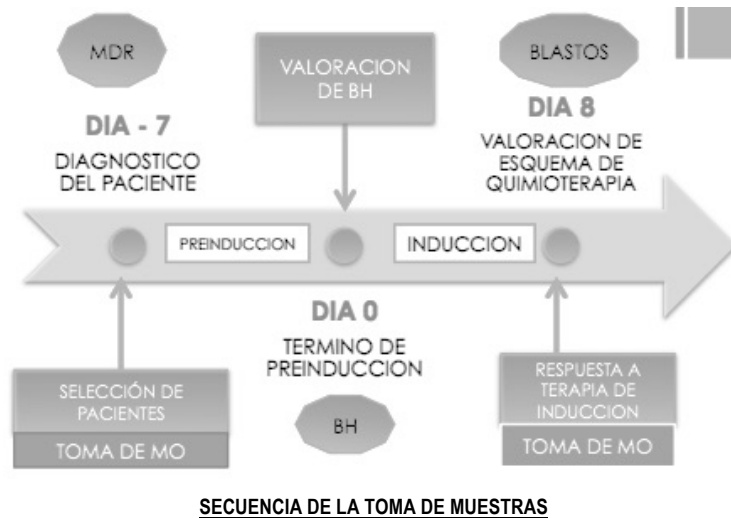 MDR
VALORACION
DE BH
BLASTOS
DIA - 7
DIA 8
DIAGNOSTICO
DEL PACIENTE
VALORACION DE
ESQUEMA DE
QUIMIOTERAPIA
PREINDUCCION
INDUCCION
DIA 0
TERMINO DE
PREINDUCCION
BH
SELECCIÓN DE
PACIENTES
TOMA DE MO
RESPUESTA A
TERAPIA DE
INDUCCION
TOMA DE MO
SECUENCIA DE LA TOMA DE MUESTRAS